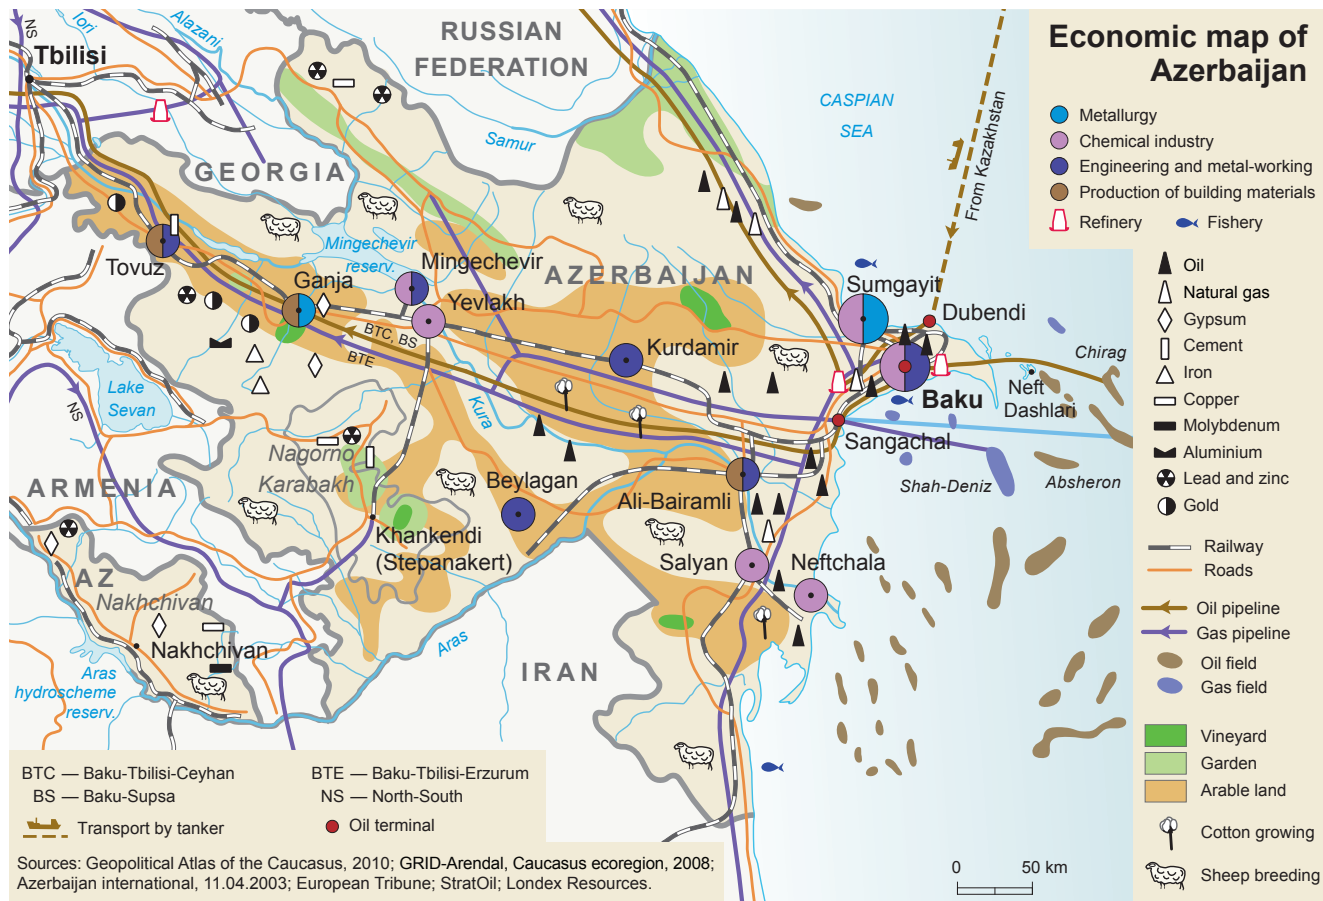 Economic map of
Azerbaijan
Metallurgy
Chemical industry
Engineering and metal-working
Production of building materials
Refinery
Fishery
Oil
Natural gas
Gypsum
Cement
Iron
Copper
Molybdenum
Aluminium
Lead and zinc
Gold
Railway
Roads
Oil pipeline
Gas pipeline
Oil field
Gas field
Vineyard
Garden
Arable land
Cotton growing
Sheep breeding
NS
Iori
Alazani
Tbilisi
RUSSIAN
FEDERATION
CASPIAN
SEA
Samur
From Kazakhstan
GEORGIA
Mingechevir
reserv.
Tovuz
Ganja
Mingechevir
AZERBAIJAN
Yevlakh
Sumgayit
Dubendi
BTC, BS
BTE
Kurdamir
Chirag
Lake
Sevan
NS
Kura
Baku
Neft
Dashlari
Sangachal
Nagorno
Karabakh
ARMENIA
Beylagan
Ali-Bairamli
Shah-Deniz
Absheron
Khankendi
(Stepanakert)
Salyan
Neftchala
AZ
Nakhchivan
Nakhchivan
Aras
IRAN
Aras
hydroscheme
reserv.
BTC — Baku-Tbilisi-Ceyhan
BTE — Baku-Tbilisi-Erzurum
BS — Baku-Supsa
NS — North-South
Transport by tanker
Oil terminal
Sources: Geopolitical Atlas of the Caucasus, 2010; GRID-Arendal, Caucasus ecoregion, 2008;
Azerbaijan international, 11.04.2003; European Tribune; StratOil; Londex Resources.
0 50 km